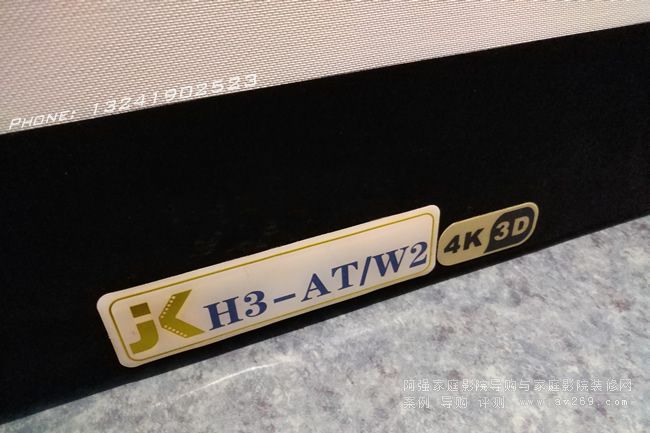 Phone: 13241902523
JK H3-AT/W2
4K 3D
阿强家庭影院导购与家庭影院装修网
案例 导购 评测 www.av269.com